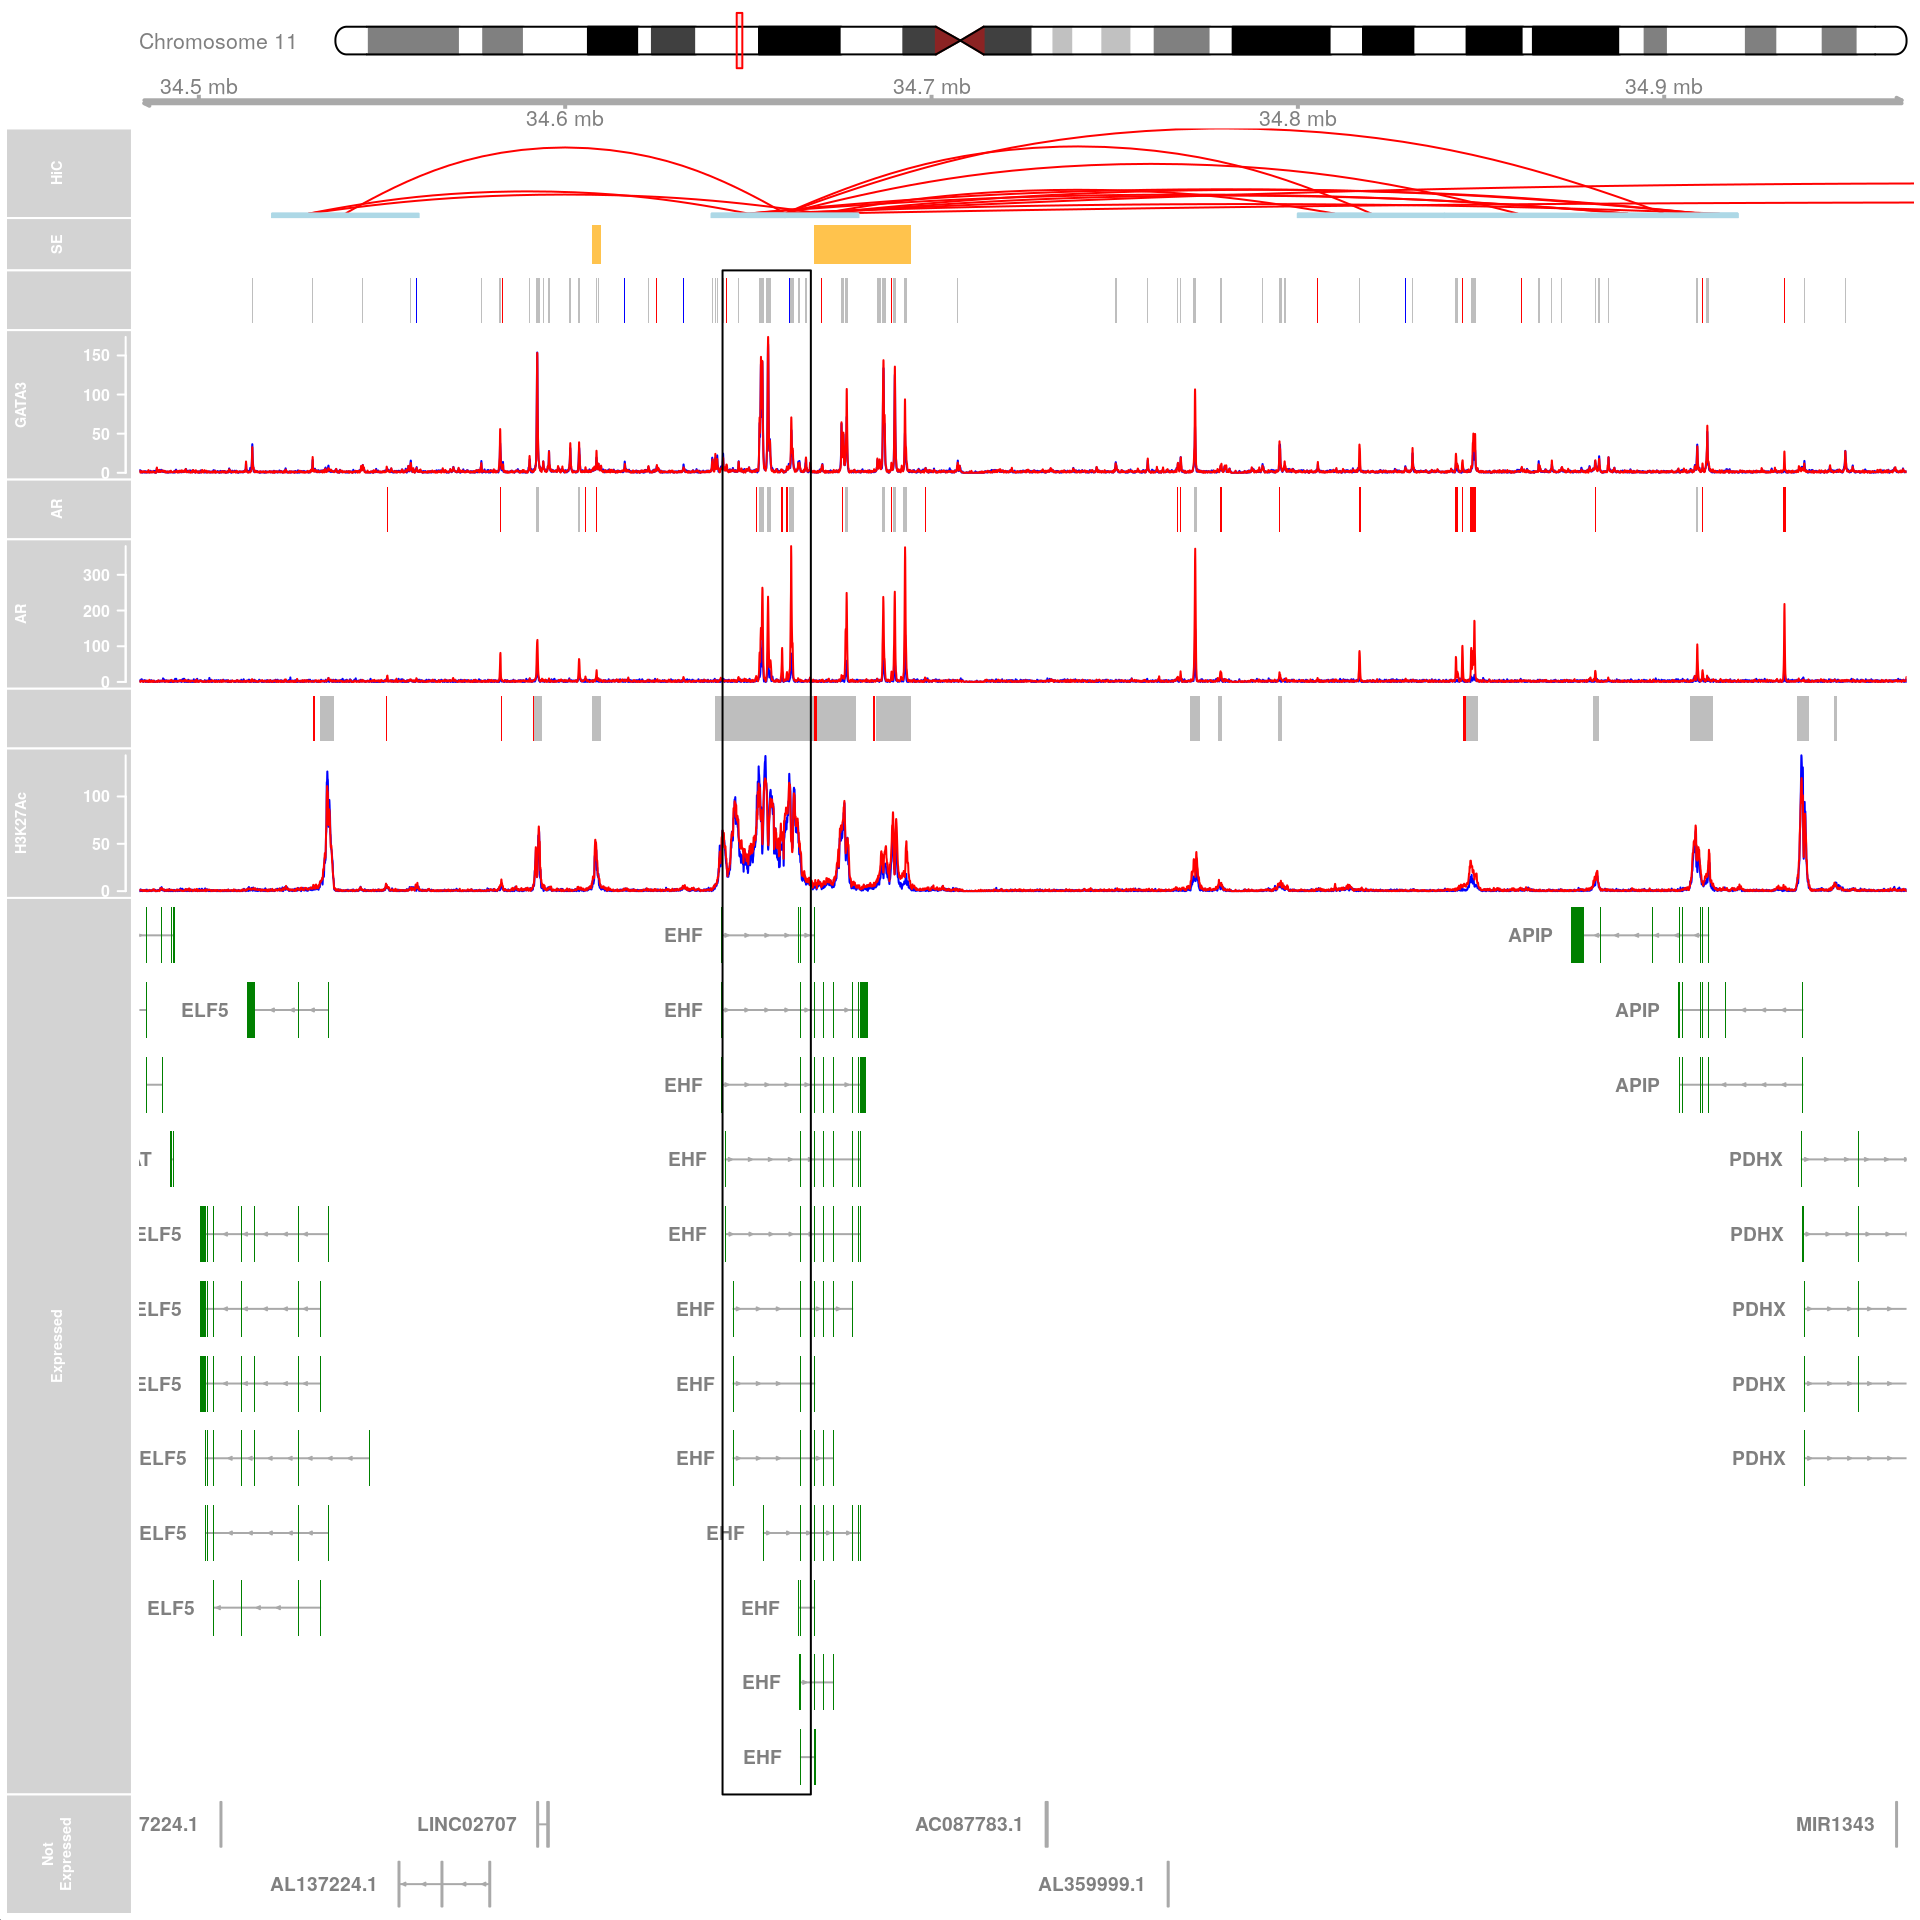 Chromosome 11
34.5 mb
34.7 mb
34.9 mb
34.6 mb
34.8 mb
HiC
SE
GATA3
150
100
50
0
AR
AR
300
200
100
0
H3K27Ac
100
50
0
Expressed
EHF
APIP
ELF5
EHF
APIP
EHF
APIP
T
EHF
PDHX
ELF5
EHF
PDHX
ELF5
EHF
PDHX
ELF5
EHF
PDHX
ELF5
EHF
PDHX
ELF5
EHF
ELF5
EHF
EHF
EHF
Not
Expressed
7224.1
LINC02707
AC087783.1
MIR1343
AL137224.1
AL359999.1